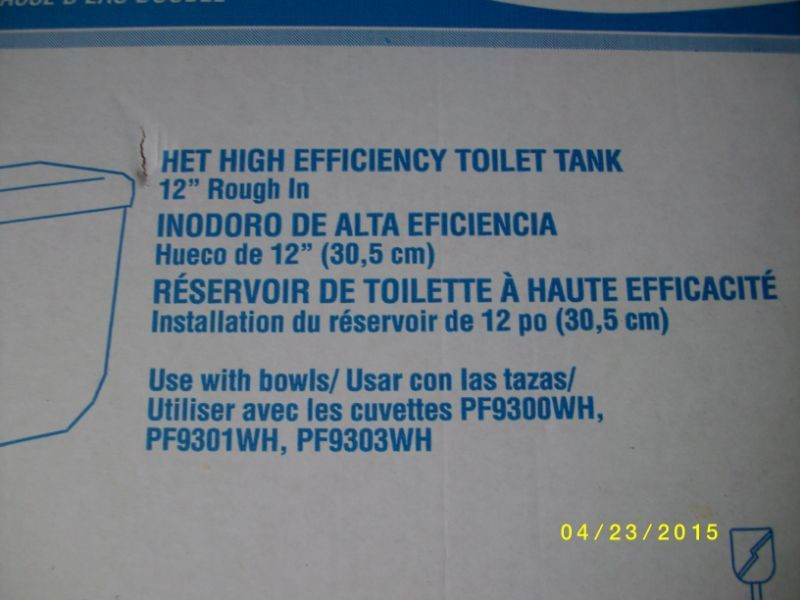 HET HIGH EFFICIENCY TOILET TANK
12” Rough In
INODORO DE ALTA EFICIENCIA
Hueco de 12” (30,5 cm)
RÉSERVOIR DE TOILETTE À HAUTE EFFICACITÉ
Installation du réservoir de 12 po (30,5 cm)
Use with bowls/ Usar con las tazas/
Utiliser avec les cuvettes PF9300WH,
PF9301WH, PF9303WH
04/23/2015